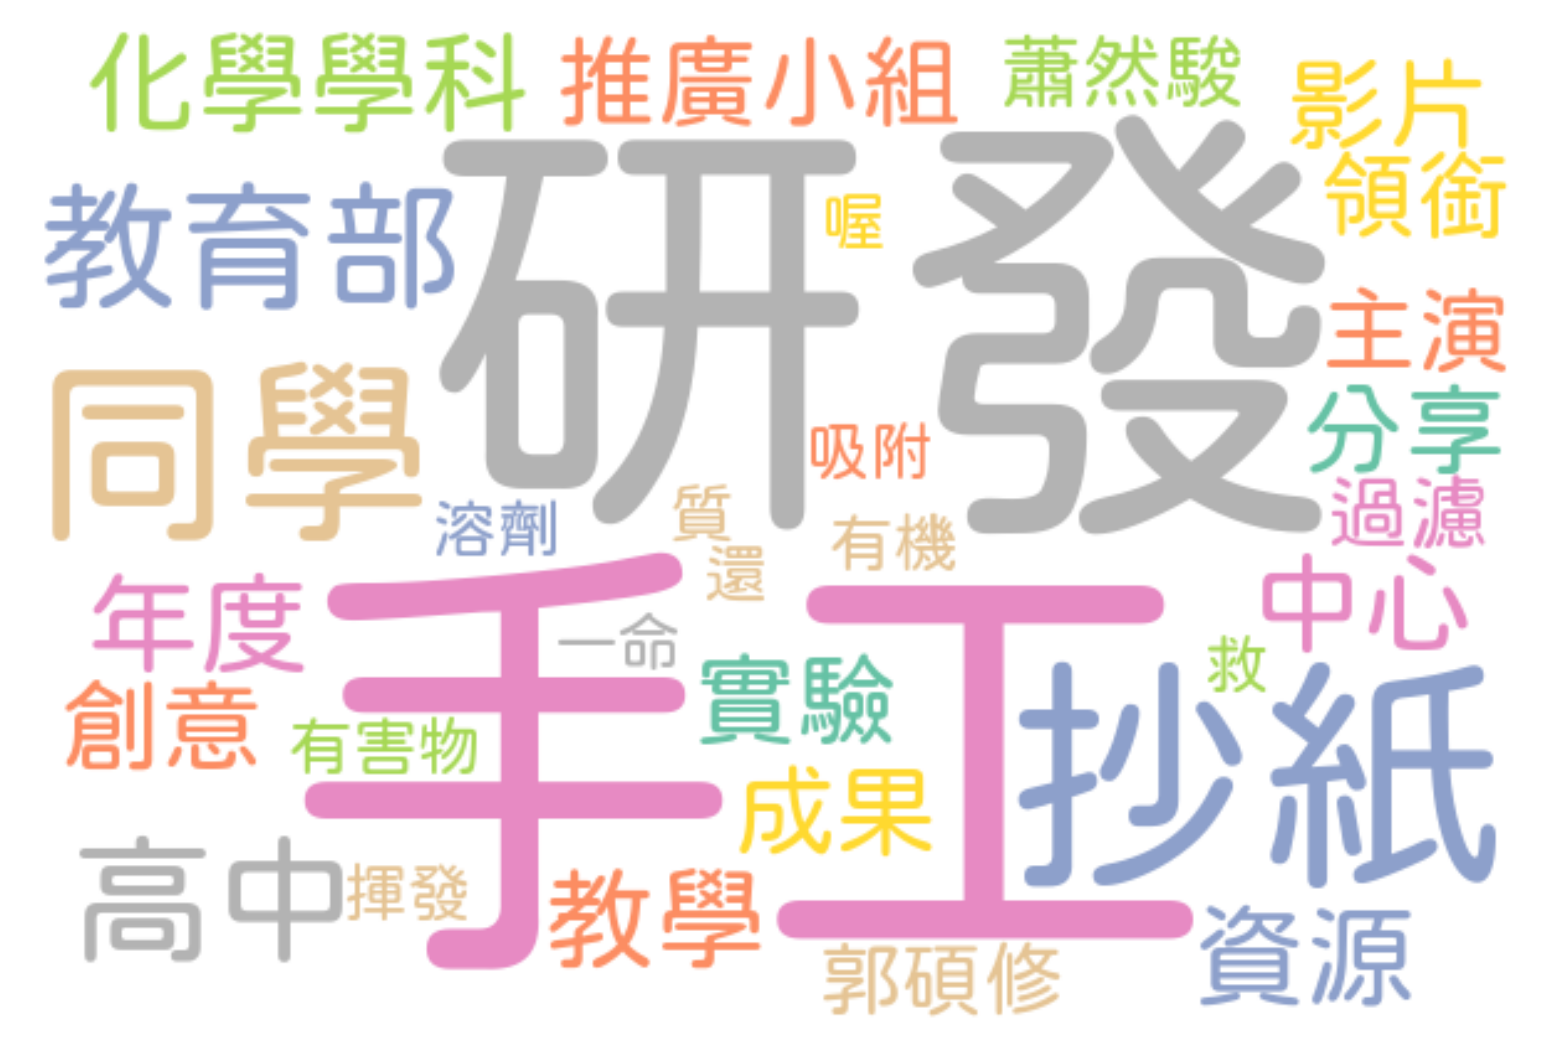 化學學科
推廣小組
蕭然駿
影片
領銜
教育部
研發
喔
主演
同學
分享
吸附
過濾
溶劑
質
有機
還
中心
年度
手工
一命
救
實驗
抄紙
創意
有害物
成果
高中
揮發
教學
資源
郭碩修